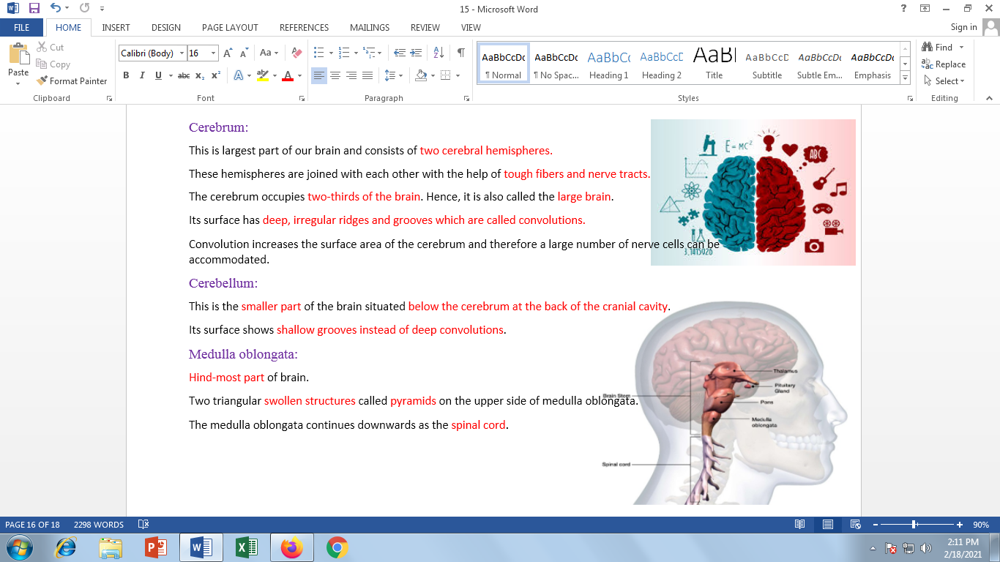 15 - Microsoft Word
FILE HOME INSERT DESIGN PAGE LAYOUT REFERENCES MAILINGS REVIEW VIEW Sign in
Paste
Cut
Copy
Format Painter
Clipboard
Calibri (Body) 16
Font
Paragraph
AaBbCcDc AaBbCcDc AaBbCc AaBbCcD AaBl AaBbCcD AaBbCcDc AaBbCcDc
¶ Normal ¶ No Spac... Heading 1 Heading 2 Title Subtitle Subtle Em... Emphasis
Styles
Find
Replace
Select
Editing
Cerebrum:
This is largest part of our brain and consists of two cerebral hemispheres.
These hemispheres are joined with each other with the help of tough fibers and nerve tracts.
The cerebrum occupies two-thirds of the brain. Hence, it is also called the large brain.
Its surface has deep, irregular ridges and grooves which are called convolutions.
Convolution increases the surface area of the cerebrum and therefore a large number of nerve cells can be
accommodated.
E=MC²
ABC
3.1415926
Cerebellum:
This is the smaller part of the brain situated below the cerebrum at the back of the cranial cavity.
Its surface shows shallow grooves instead of deep convolutions.
Medulla oblongata:
Hind-most part of brain.
Two triangular swollen structures called pyramids on the upper side of medulla oblongata.
The medulla oblongata continues downwards as the spinal cord.
Thalamus
Pituitary
Gland
Brain Stem
Pons
Medulla
oblongata
Spinal cord
PAGE 16 OF 18 2298 WORDS 90%
2:11 PM
2/18/2021